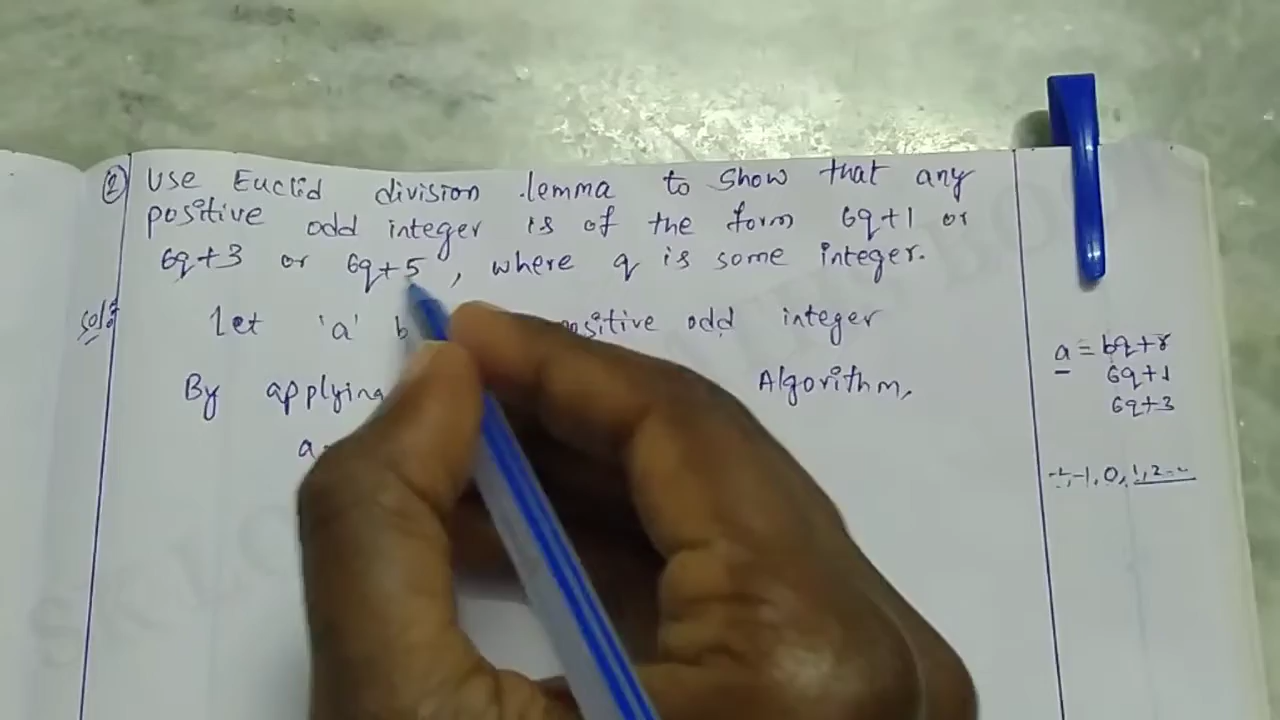 ② Use Euclid division lemma to show that any
positive odd integer is of the form 6q+1 or
6q+3 or 6q+5, where q is some integer.
Sol:
Let 'a' b positive odd integer
By applying Algorithm,
a
a = bq+r
6q+1
6q+3
-1, 0, 1, 2